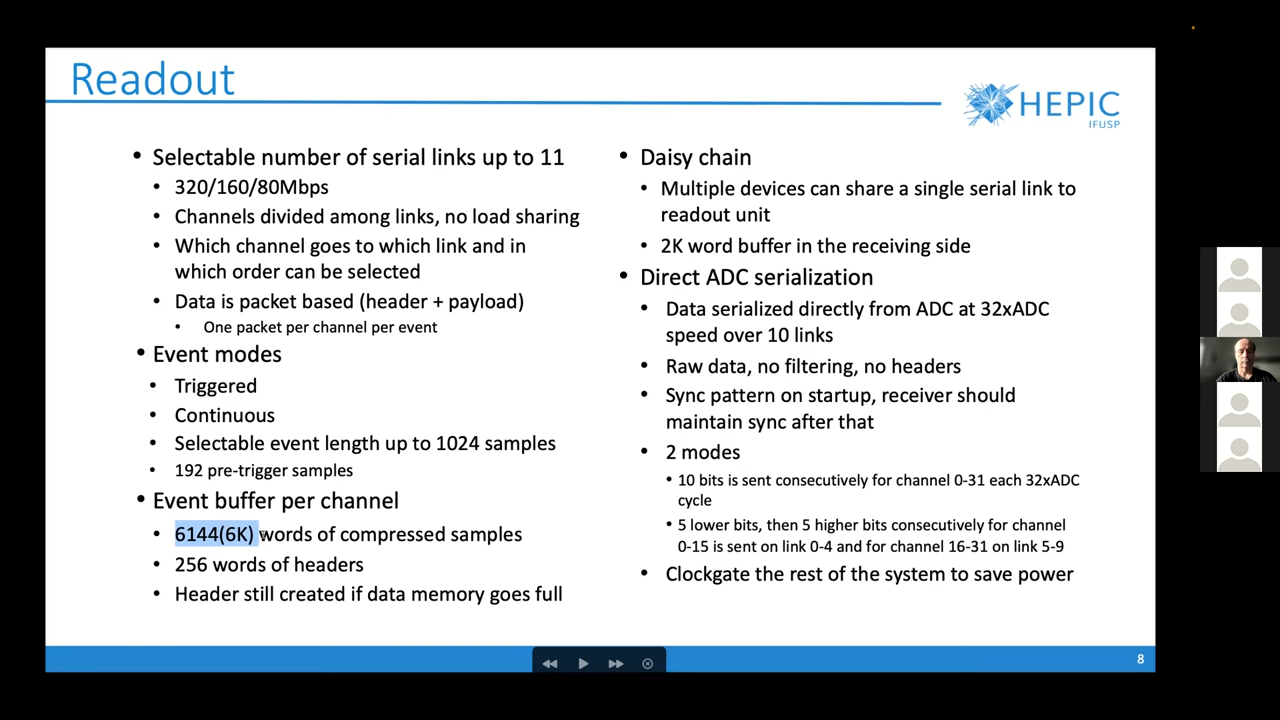 Readout
HEPIC
IFUSP
• Selectable number of serial links up to 11
• 320/160/80Mbps
• Channels divided among links, no load sharing
• Which channel goes to which link and in
which order can be selected
• Data is packet based (header + payload)
• One packet per channel per event
• Event modes
• Triggered
• Continuous
• Selectable event length up to 1024 samples
• 192 pre-trigger samples
• Event buffer per channel
• 6144(6K) words of compressed samples
• 256 words of headers
• Header still created if data memory goes full
• Daisy chain
• Multiple devices can share a single serial link to
readout unit
• 2K word buffer in the receiving side
• Direct ADC serialization
• Data serialized directly from ADC at 32xADC
speed over 10 links
• Raw data, no filtering, no headers
• Sync pattern on startup, receiver should
maintain sync after that
• 2 modes
• 10 bits is sent consecutively for channel 0-31 each 32xADC
cycle
• 5 lower bits, then 5 higher bits consecutively for channel
0-15 is sent on link 0-4 and for channel 16-31 on link 5-9
• Clockgate the rest of the system to save power
8